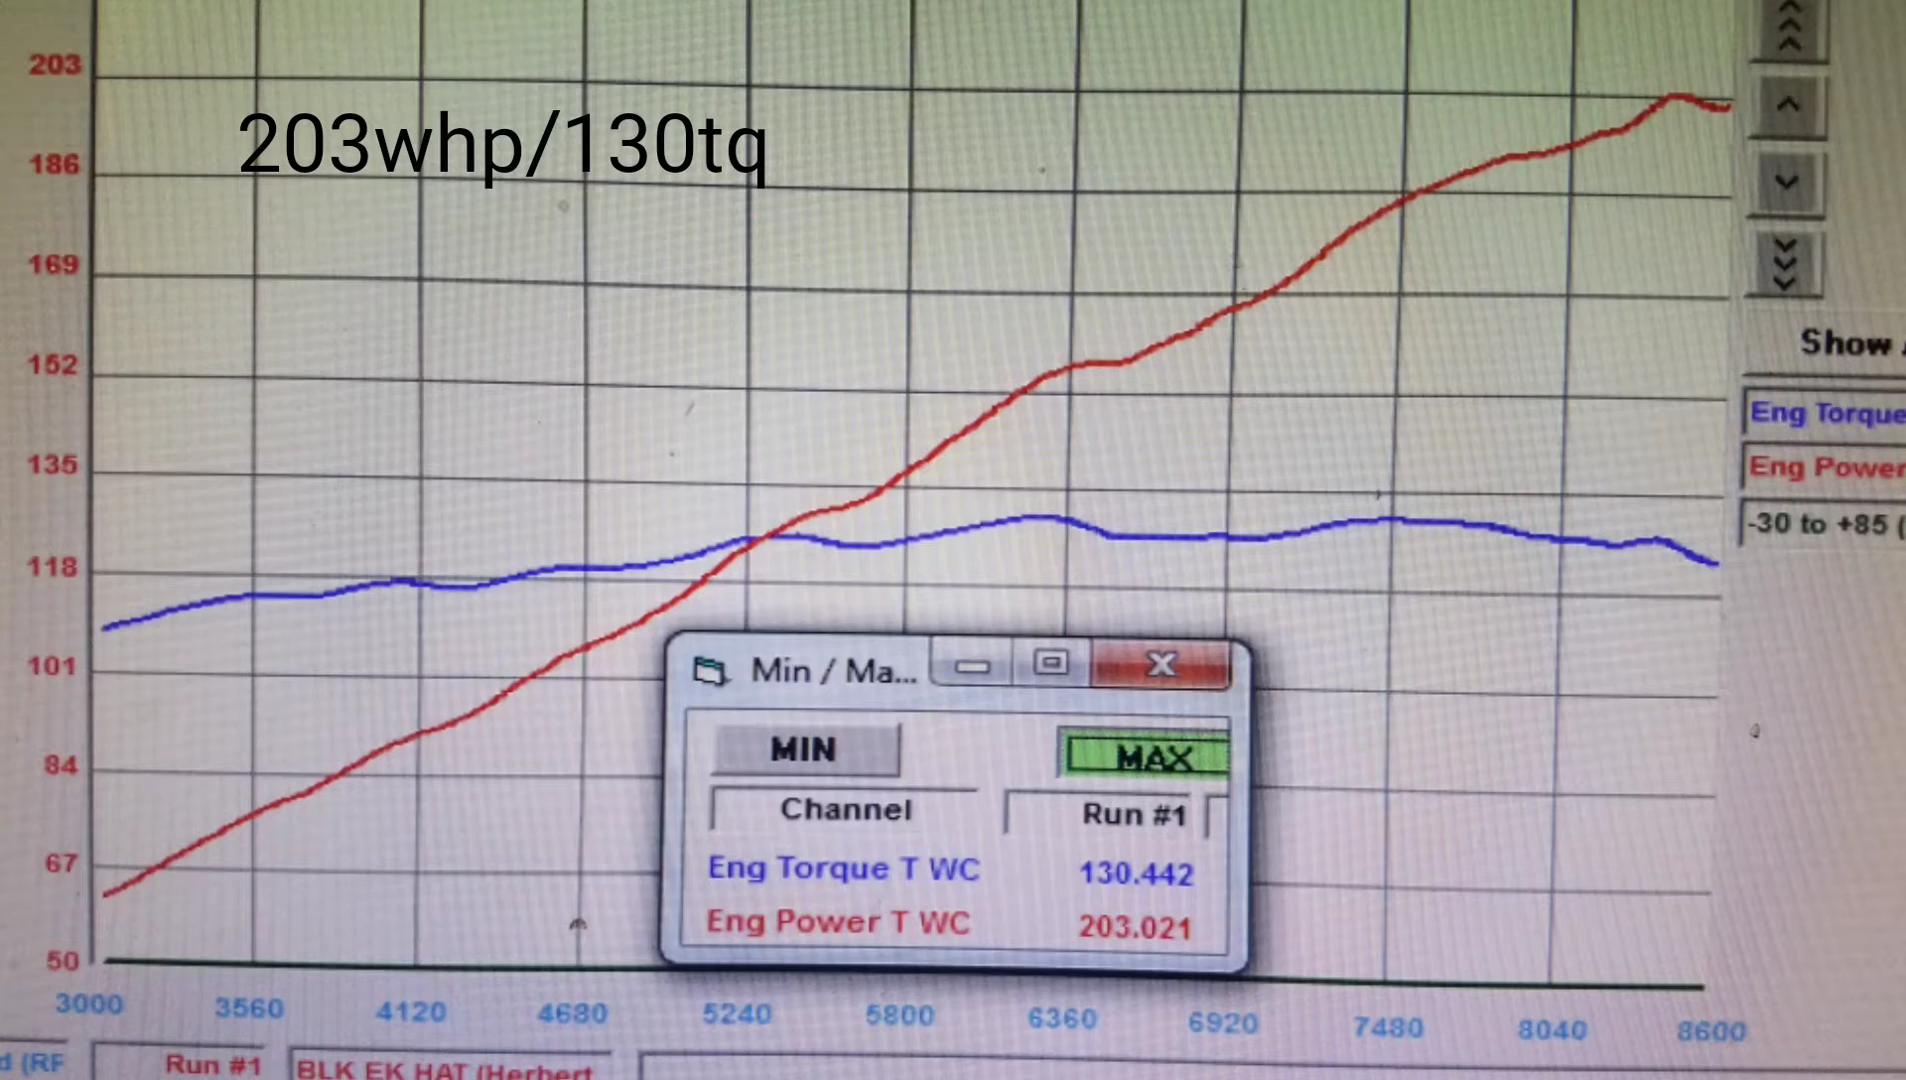 203
203whp/130tq
186
169
152
135
118
101
84
67
50
Show
Eng Torque
Eng Power
-30 to +85 (
Min / Ma...
MIN MAX
Channel Run #1
Eng Torque T WC 130.442
Eng Power T WC 203.021
3000 3560 4120 4680 5240 5800 6360 6920 7480 8040 8600
d (RF Run #1 BLK EK HAT (Herbert